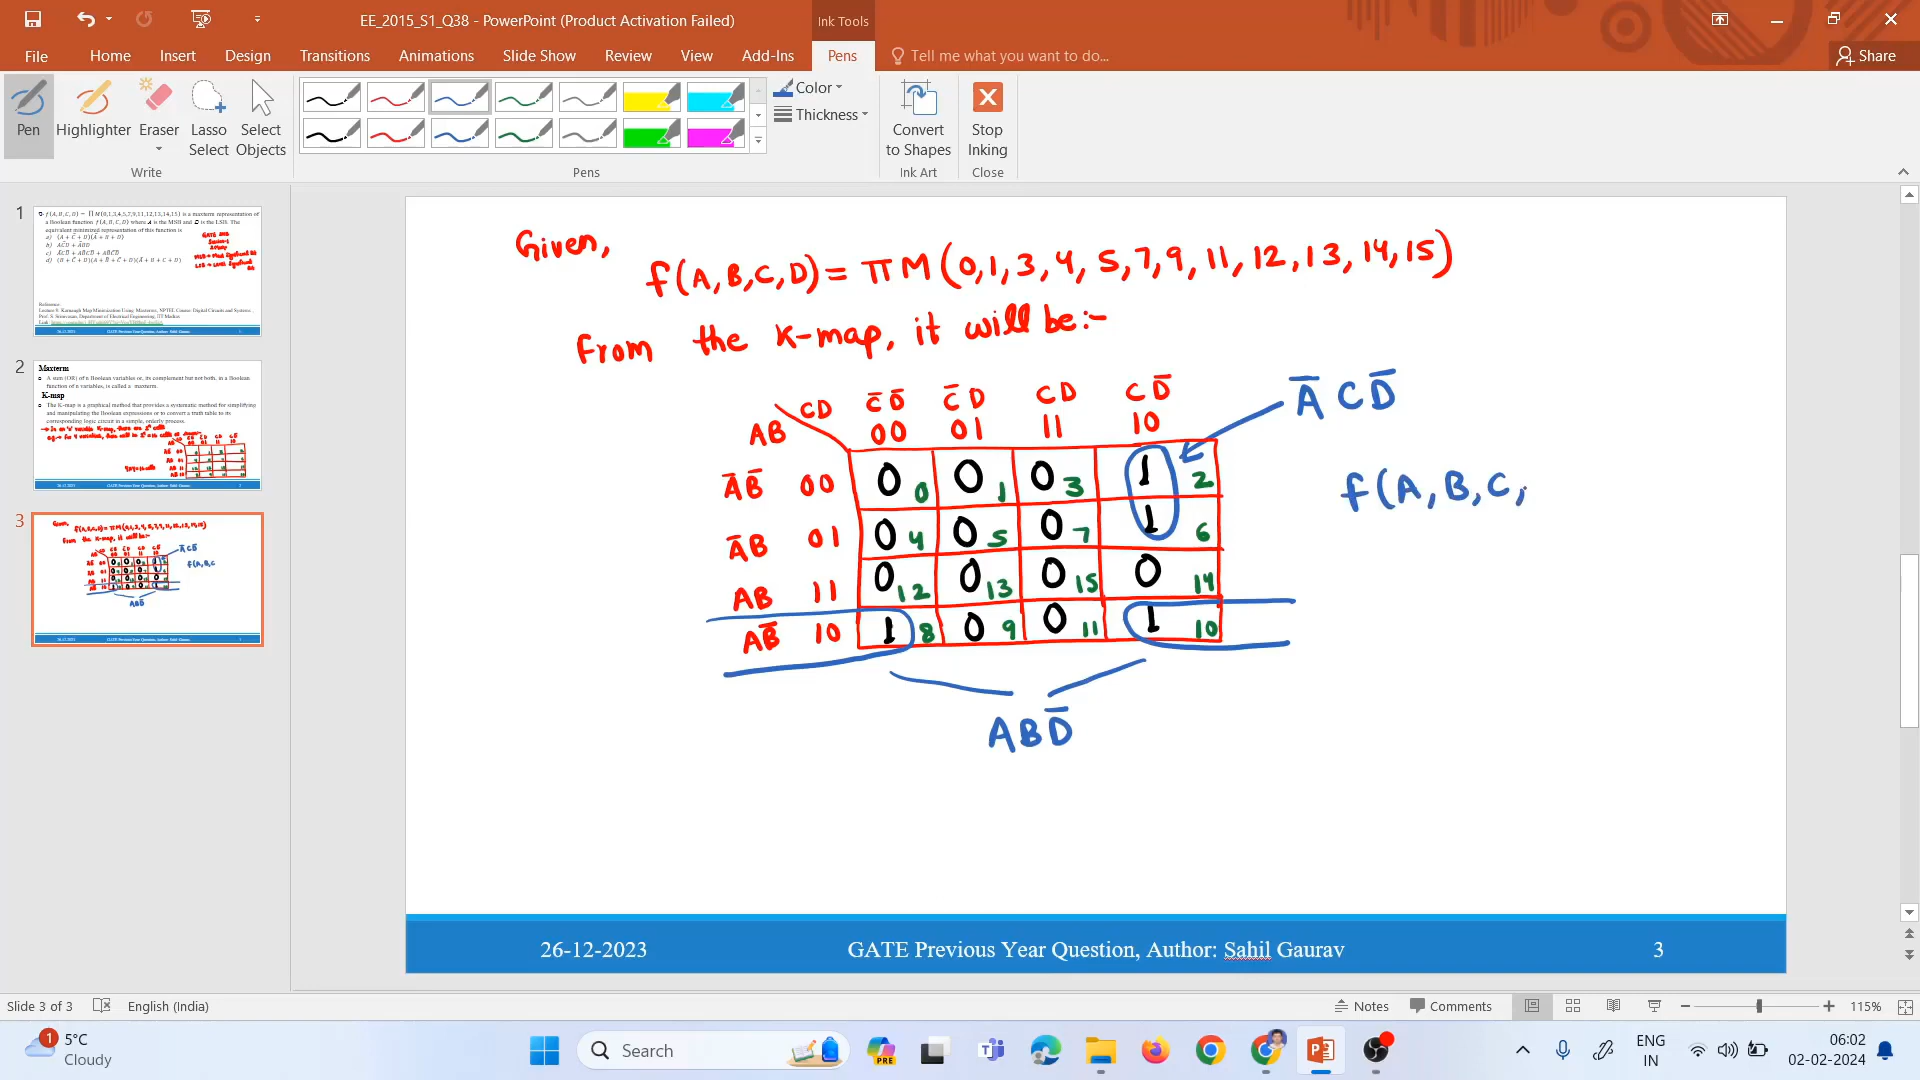 EE_2015_S1_Q38 - PowerPoint (Product Activation Failed)
Ink Tools
File Home Insert Design Transitions Animations Slide Show Review View Add-Ins Pens Tell me what you want to do... Share
Pen Highlighter Eraser Lasso Select Select Objects
Color
Thickness
Convert to Shapes
Stop Inking
Write Pens Ink Art Close
1
2
Maxterm
K-map
3
Given,
f(A,B,C,D)= πM(0,1,3,4,5,7,9,11,12,13,14,15)
From the K-map, it will be:-
C̅ D̅ C̅ D C D C D̅
CD 00 01 11 10
AB
A̅ B̅ 00 0 0 0 1 0 3 1 2
A̅ B 01 0 4 0 5 0 7 1 6
AB 11 0 12 0 13 0 15 0 14
AB̅ 10 1 8 0 9 0 11 1 10
A̅ C D̅
f(A,B,C,
A B D̅
26-12-2023 GATE Previous Year Question, Author: Sahil Gaurav 3
Slide 3 of 3 English (India) Notes Comments 115%
1 5°C
Cloudy
Search
PRE
ENG
IN
06:02
02-02-2024